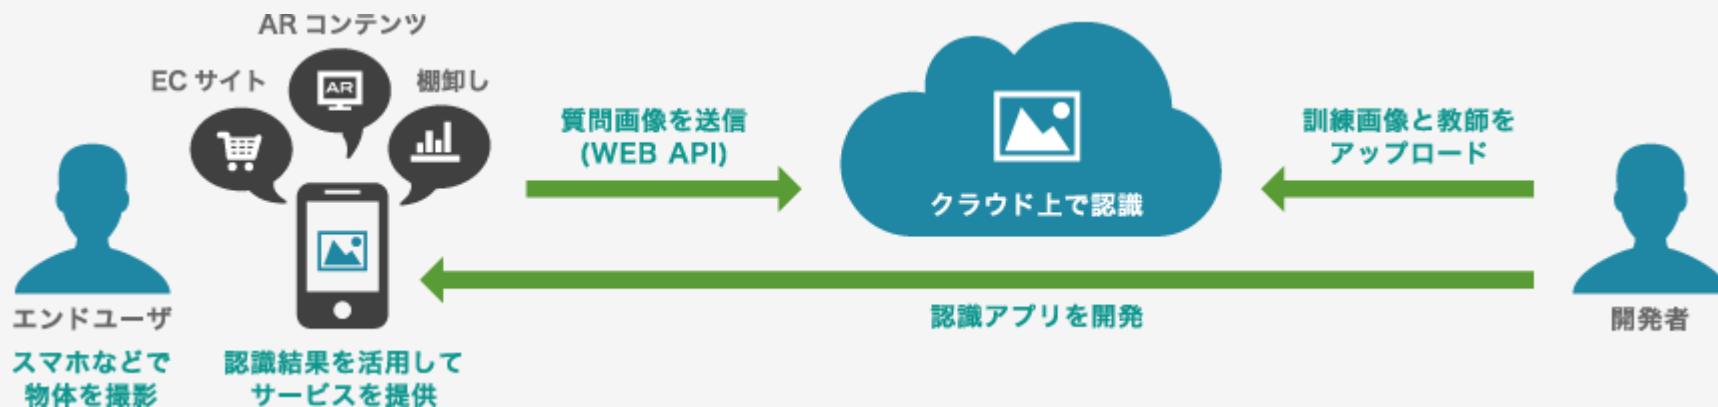 AR コンテンツ
EC サイト
棚卸し
AR
質問画像を送信
(WEB API)
クラウド上で認識
訓練画像と教師を
アップロード
認識アプリを開発
エンドユーザ
スマホなどで
物体を撮影
認識結果を活用して
サービスを提供
開発者